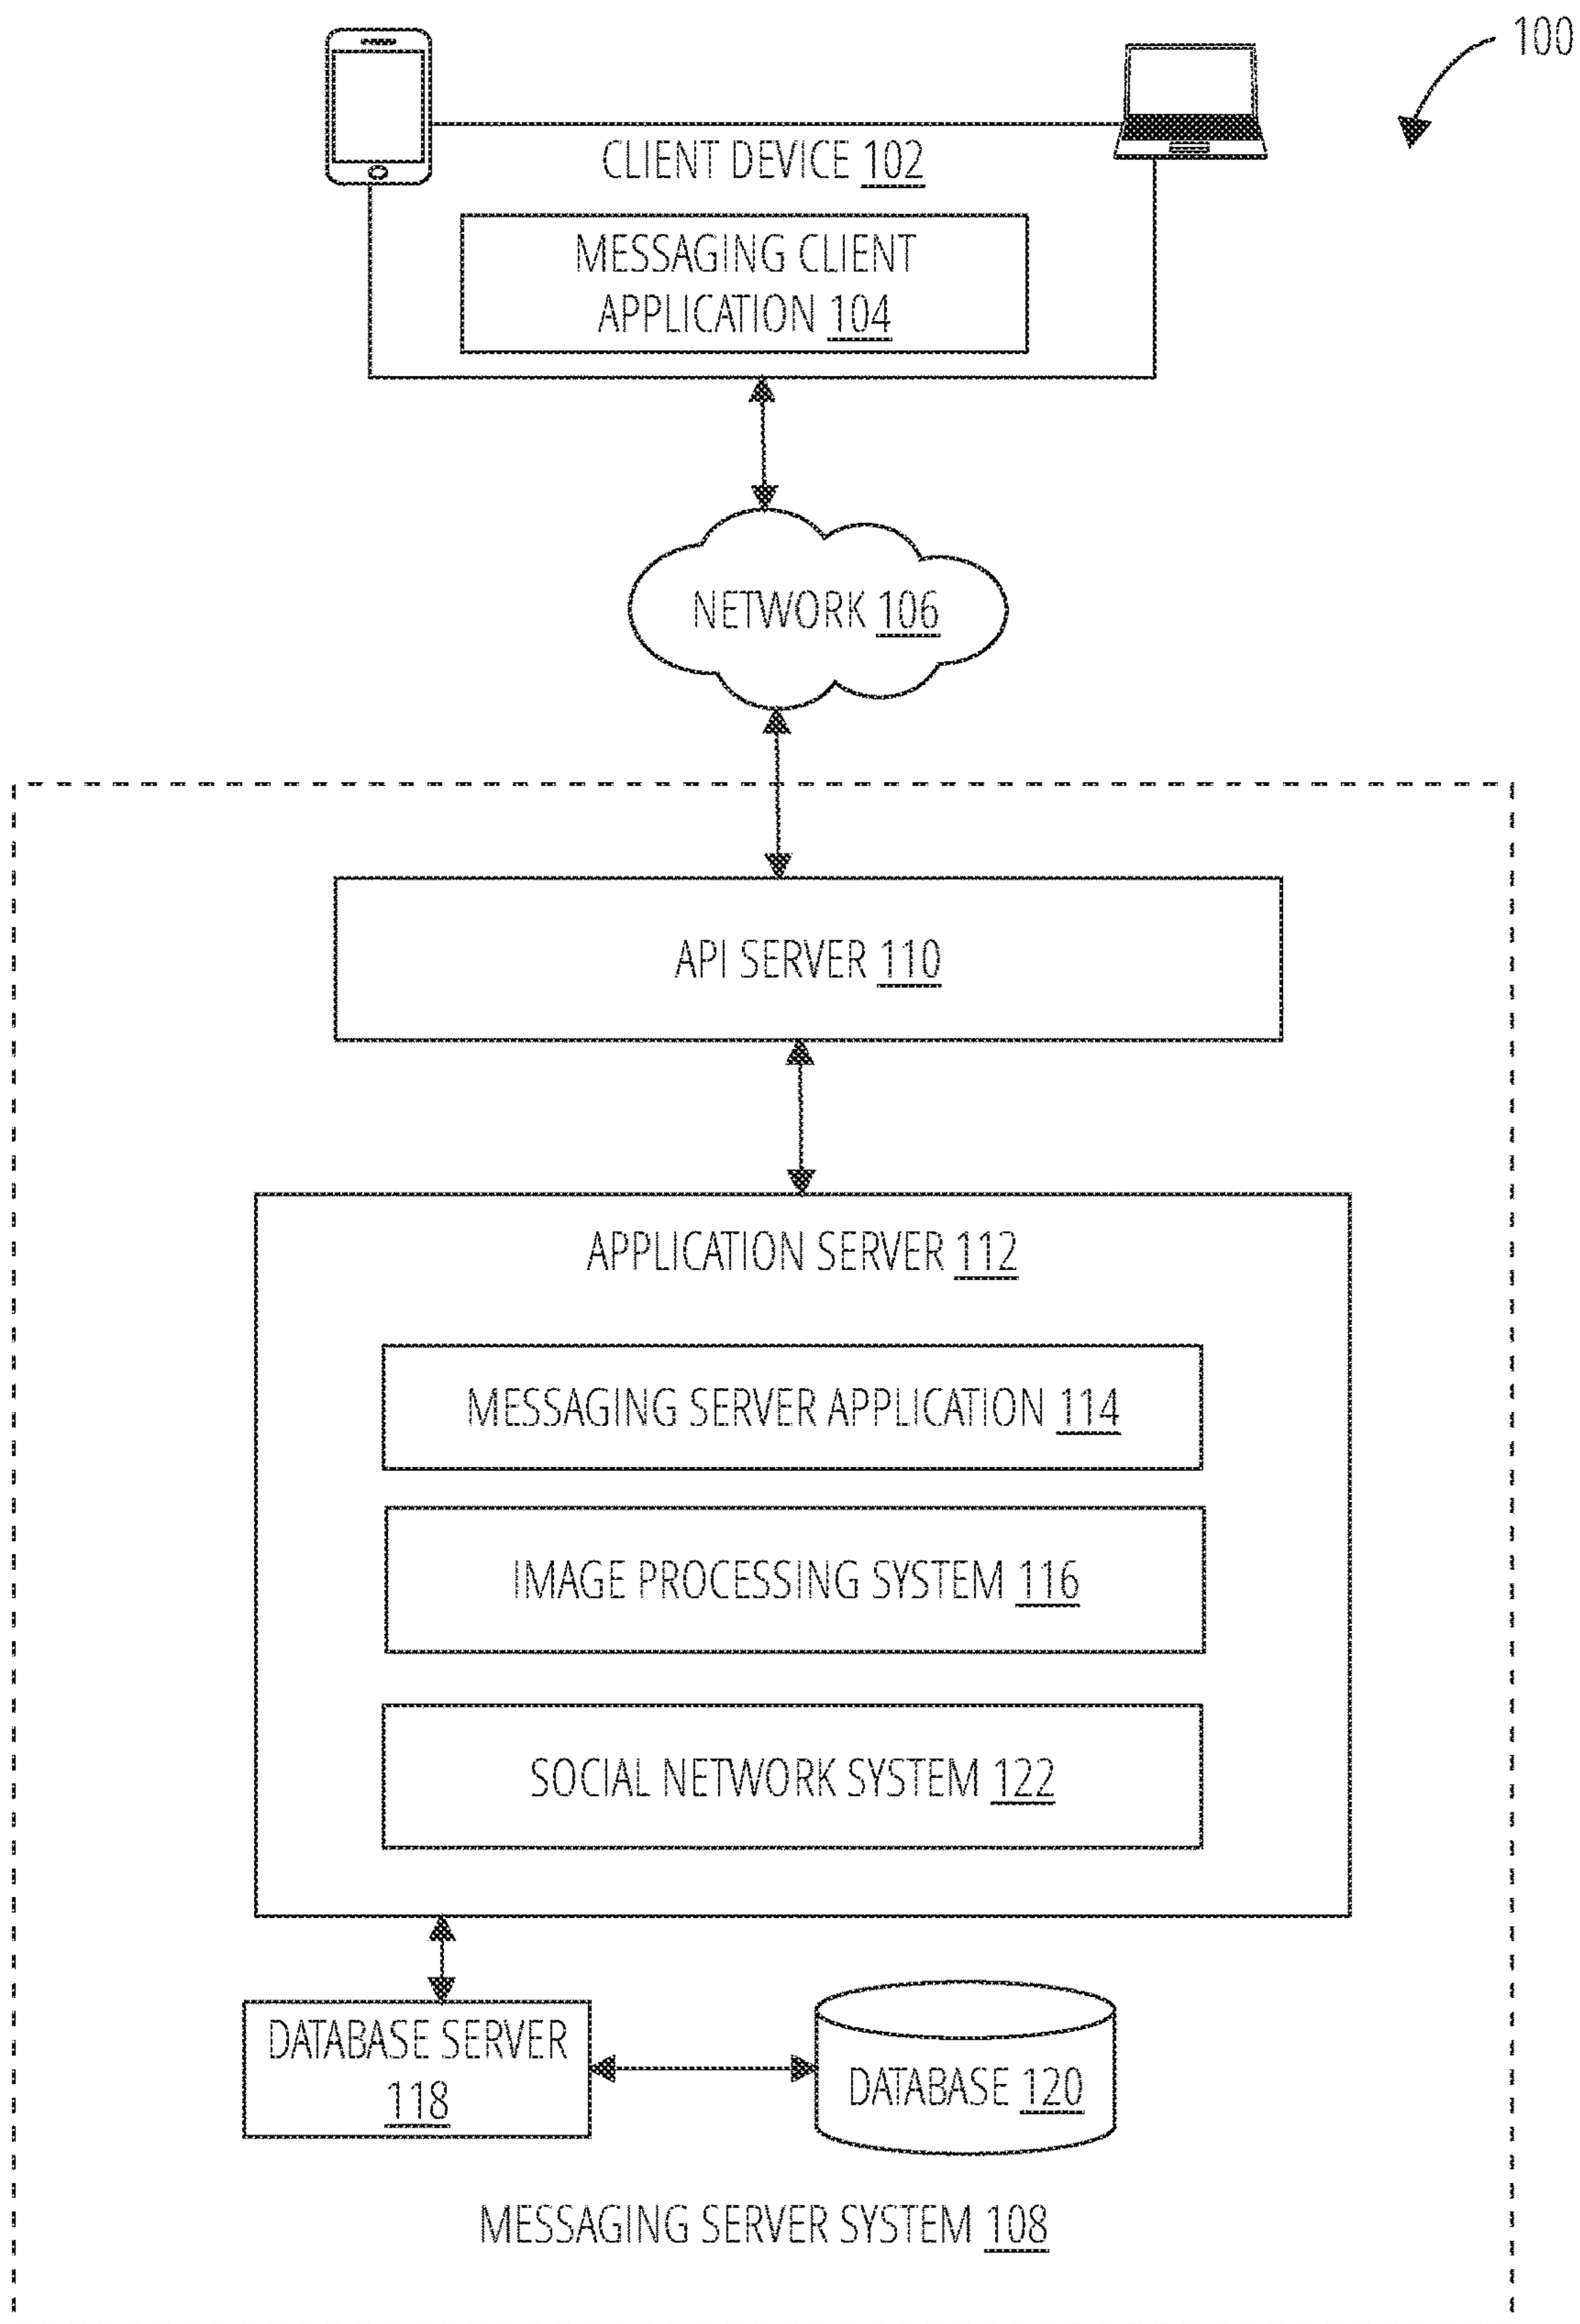 100
CLIENT DEVICE 102
MESSAGING CLIENT
APPLICATION 104
NETWORK 106
API SERVER 110
APPLICATION SERVER 112
MESSAGING SERVER APPLICATION 114
IMAGE PROCESSING SYSTEM 116
SOCIAL NETWORK SYSTEM 122
DATABASE SERVER
118
DATABASE 120
MESSAGING SERVER SYSTEM 108